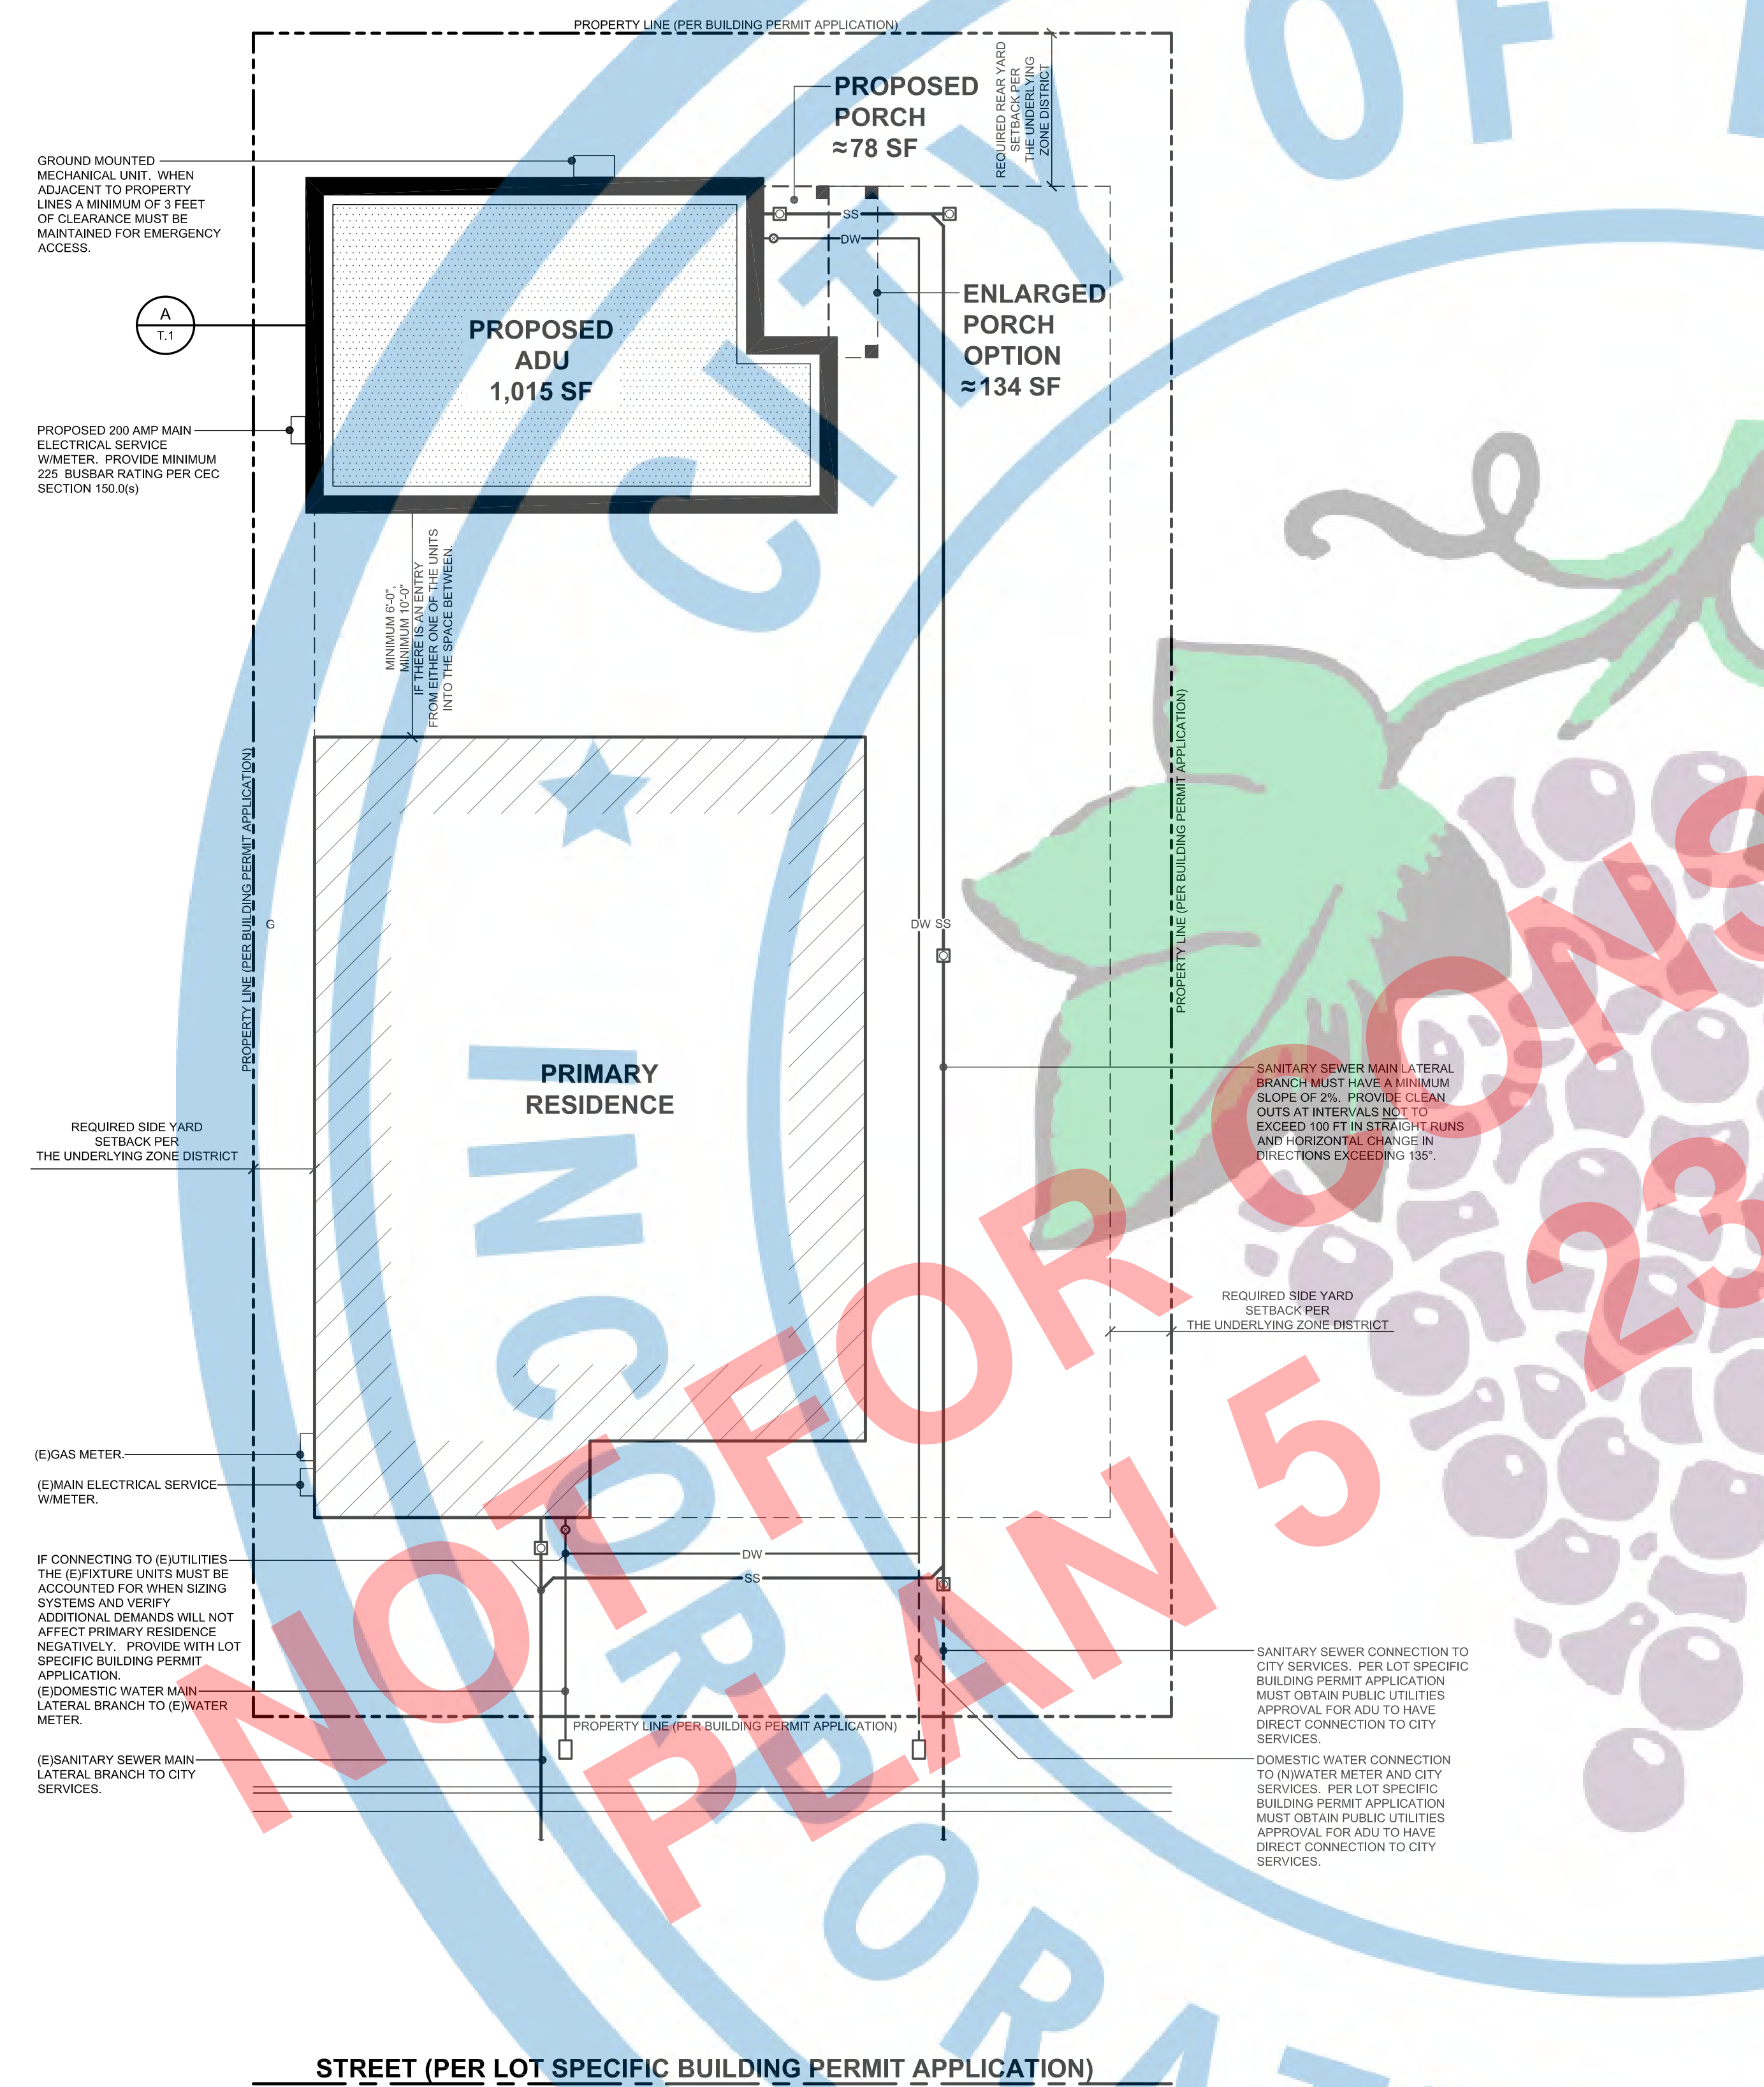 PROPERTY LINE (PER BUILDING PERMIT APPLICATION)
REQUIRED REAR YARD
SETBACK PER
THE UNDERLYING
ZONE DISTRICT
PROPOSED
PORCH
≈78 SF
GROUND MOUNTED
MECHANICAL UNIT. WHEN
ADJACENT TO PROPERTY
LINES A MINIMUM OF 3 FEET
OF CLEARANCE MUST BE
MAINTAINED FOR EMERGENCY
ACCESS.
SS
DW
A
T.1
PROPOSED
ADU
1,015 SF
ENLARGED
PORCH
OPTION
≈134 SF
PROPOSED 200 AMP MAIN
ELECTRICAL SERVICE
W/METER. PROVIDE MINIMUM
225 BUSBAR RATING PER CEC
SECTION 150.0(s)
MINIMUM 6'-0",
MINIMUM 10'-0"
IF THERE IS AN ENTRY
FROM EITHER ONE OF THE UNITS
INTO THE SPACE BETWEEN.
PROPERTY LINE (PER BUILDING PERMIT APPLICATION)
G
DW SS
PROPERTY LINE (PER BUILDING PERMIT APPLICATION)
PRIMARY
RESIDENCE
SANITARY SEWER MAIN LATERAL
BRANCH MUST HAVE A MINIMUM
SLOPE OF 2%. PROVIDE CLEAN
OUTS AT INTERVALS NOT TO
EXCEED 100 FT IN STRAIGHT RUNS
AND HORIZONTAL CHANGE IN
DIRECTIONS EXCEEDING 135°.
REQUIRED SIDE YARD
SETBACK PER
THE UNDERLYING ZONE DISTRICT
REQUIRED SIDE YARD
SETBACK PER
THE UNDERLYING ZONE DISTRICT
(E)GAS METER.
(E)MAIN ELECTRICAL SERVICE
W/METER.
IF CONNECTING TO (E)UTILITIES
THE (E)FIXTURE UNITS MUST BE
ACCOUNTED FOR WHEN SIZING
SYSTEMS AND VERIFY
ADDITIONAL DEMANDS WILL NOT
AFFECT PRIMARY RESIDENCE
NEGATIVELY. PROVIDE WITH LOT
SPECIFIC BUILDING PERMIT
APPLICATION.
(E)DOMESTIC WATER MAIN
LATERAL BRANCH TO (E)WATER
METER.
(E)SANITARY SEWER MAIN
LATERAL BRANCH TO CITY
SERVICES.
DW
SS
SANITARY SEWER CONNECTION TO
CITY SERVICES. PER LOT SPECIFIC
BUILDING PERMIT APPLICATION
MUST OBTAIN PUBLIC UTILITIES
APPROVAL FOR ADU TO HAVE
DIRECT CONNECTION TO CITY
SERVICES.
DOMESTIC WATER CONNECTION
TO (N)WATER METER AND CITY
SERVICES. PER LOT SPECIFIC
BUILDING PERMIT APPLICATION
MUST OBTAIN PUBLIC UTILITIES
APPROVAL FOR ADU TO HAVE
DIRECT CONNECTION TO CITY
SERVICES.
PROPERTY LINE (PER BUILDING PERMIT APPLICATION)
STREET (PER LOT SPECIFIC BUILDING PERMIT APPLICATION)
CITY OF
INCORPORAT
NOT FOR CONS
PLAN 5 23